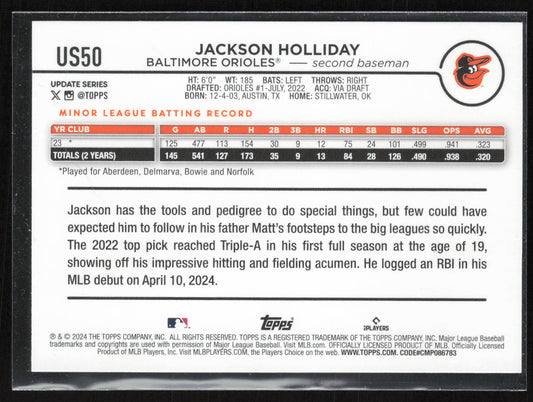 US50
JACKSON HOLLIDAY
BALTIMORE ORIOLES® — second baseman
UPDATE SERIES
@TOPPS
HT: 6'0" WT: 185 BATS: LEFT THROWS: RIGHT
DRAFTED: ORIOLES #1-JULY, 2022 ACQ: VIA DRAFT
BORN: 12-4-03, AUSTIN, TX HOME: STILLWATER, OK
MINOR LEAGUE BATTING RECORD
YR CLUB G AB R H 2B 3B HR RBI SB BB SLG OPS AVG
23 * 125 477 113 154 30 9 12 75 24 101 .499 .941 .323
TOTALS (2 YEARS) 145 541 127 173 35 9 13 84 28 126 .490 .938 .320
*Played for Aberdeen, Delmarva, Bowie and Norfolk
Jackson has the tools and pedigree to do special things, but few could have
expected him to follow in his father Matt's footsteps to the big leagues so quickly.
The 2022 top pick reached Triple-A in his first full season at the age of 19,
showing off his impressive hitting and fielding acumen. He logged an RBI in his
MLB debut on April 10, 2024.
Topps
PLAYERS
® & © 2024 THE TOPPS COMPANY, INC. ALL RIGHTS RESERVED. TOPPS IS A REGISTERED TRADEMARK OF THE TOPPS COMPANY, INC. Major League Baseball
trademarks and copyrights are used with permission of Major League Baseball. Visit MLB.com. OFFICIALLY LICENSED PRODUCT OF MLB. Officially Licensed
Product of MLB Players, Inc. Visit MLBPLAYERS.COM, the Players Choice on the web. WWW.TOPPS.COM. CODE#CMP086783